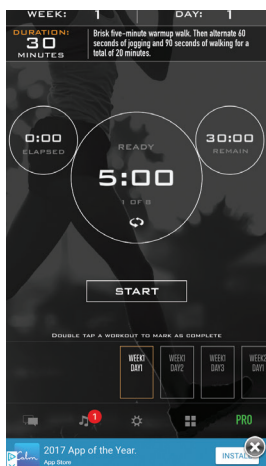 WEEK: 1 | DAY: 1
DURATION:
30
MINUTES
Brisk five-minute warmup walk. Then alternate 60
seconds of jogging and 90 seconds of walking for a
total of 20 minutes.
0:00
ELAPSED
READY
5:00
1 OF 8
30:00
REMAIN
START
DOUBLE TAP A WORKOUT TO MARK AS COMPLETE
WEEK1
DAY1
WEEK1
DAY2
WEEK1
DAY3
WEEK
DAY1
1
PRO
Calm
2017 App of the Year.
App Store
INSTALL